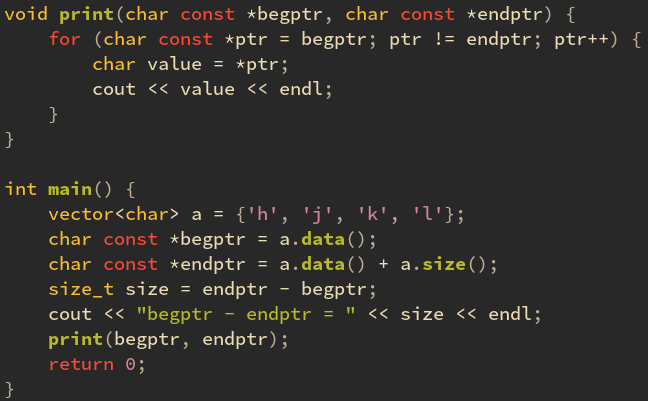 void print(char const *begptr, char const *endptr) {
    for (char const *ptr = begptr; ptr != endptr; ptr++) {
        char value = *ptr;
        cout << value << endl;
    }
}

int main() {
    vector<char> a = {'h', 'j', 'k', 'l'};
    char const *begptr = a.data();
    char const *endptr = a.data() + a.size();
    size_t size = endptr - begptr;
    cout << "begptr - endptr = " << size << endl;
    print(begptr, endptr);
    return 0;
}